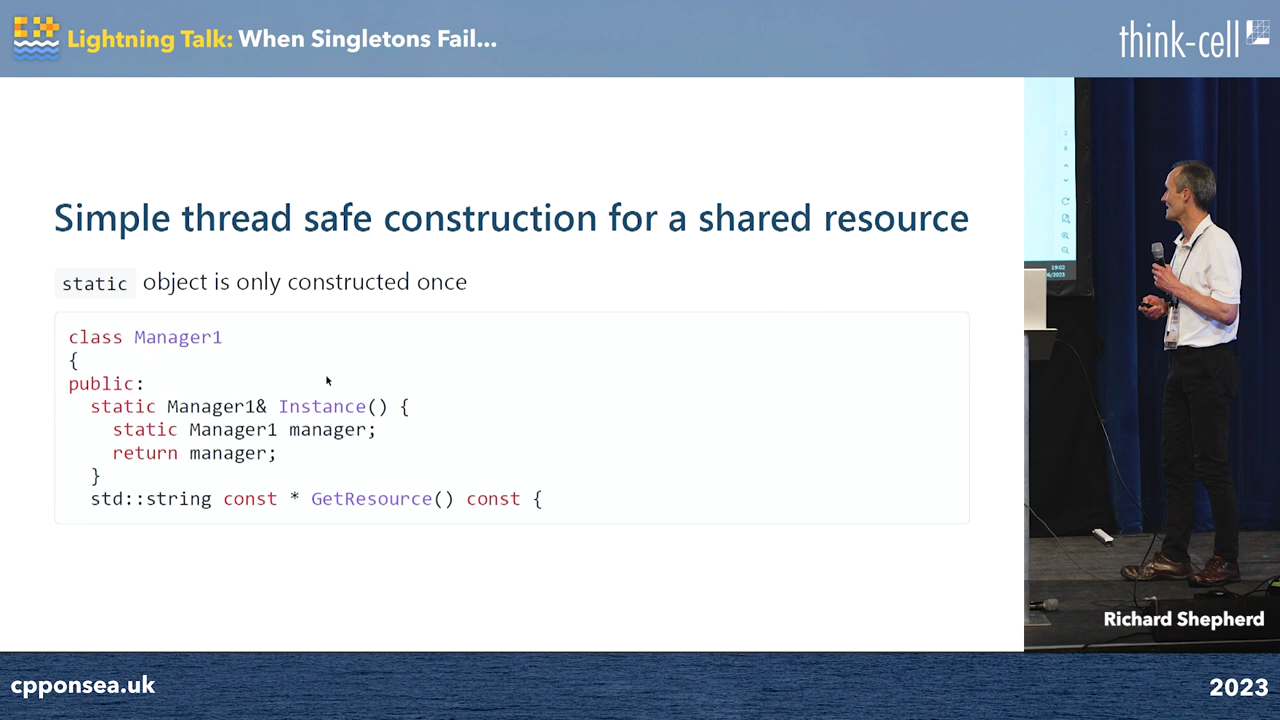 Lightning Talk: When Singletons Fail...
think-cell
Simple thread safe construction for a shared resource
static object is only constructed once
class Manager1
{
public:
static Manager1& Instance() {
static Manager1 manager;
return manager;
}
std::string const * GetResource() const {
19:02
Richard Shepherd
cpponsea.uk
2023